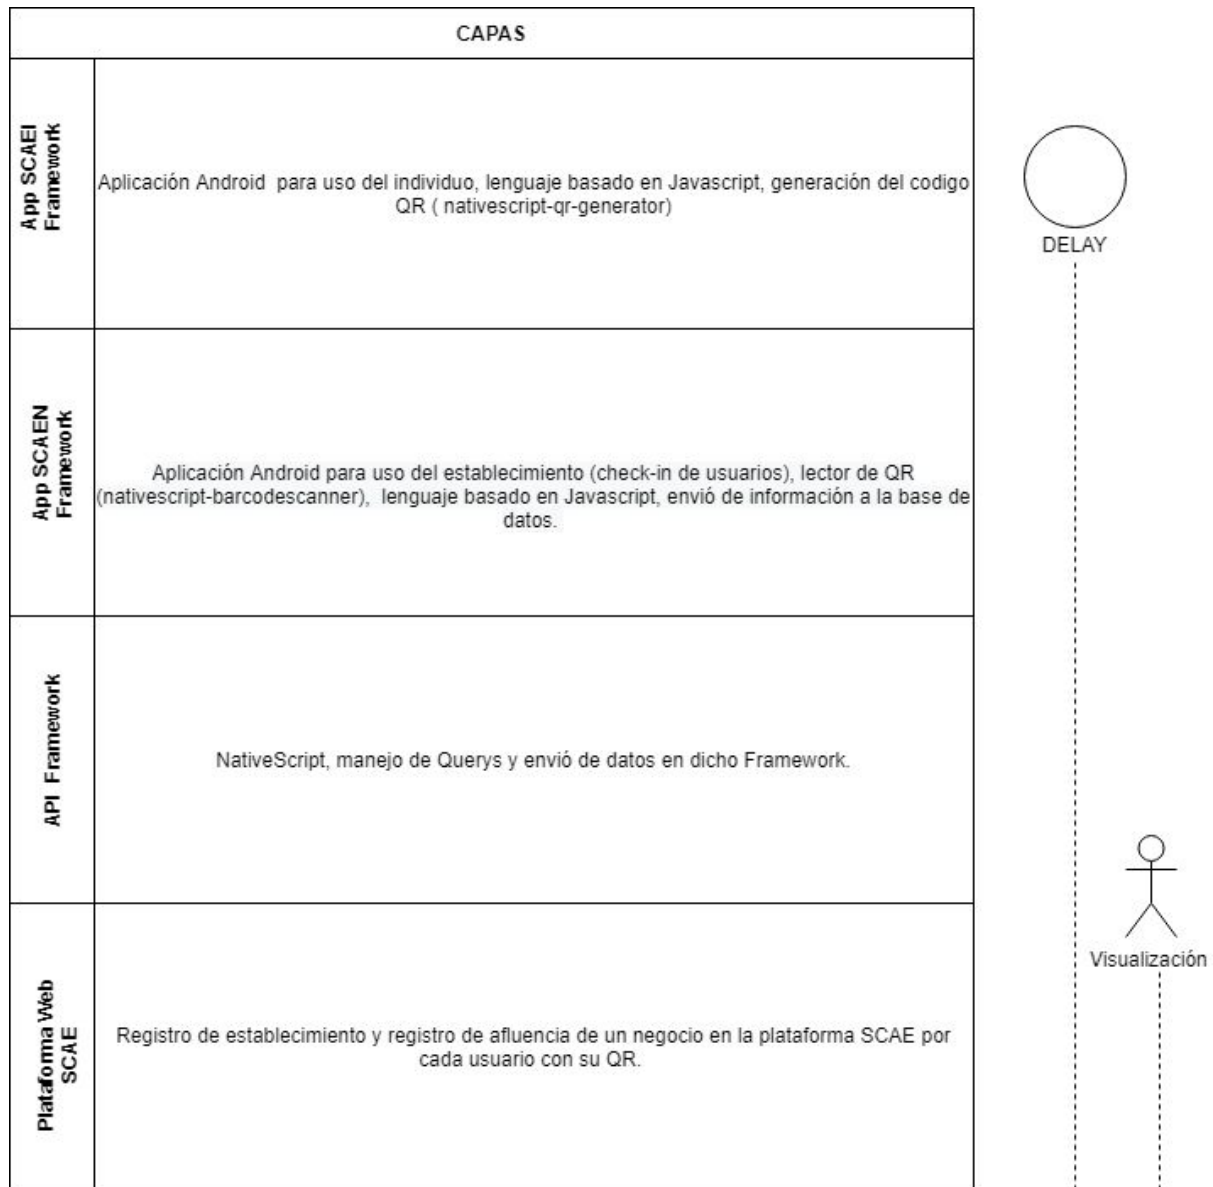 CAPAS
App SCAEI
Framework
Aplicación Android para uso del individuo, lenguaje basado en Javascript, generación del codigo
QR ( nativescript-qr-generator)
DELAY
App SCAEN
Framework
Aplicación Android para uso del establecimiento (check-in de usuarios), lector de QR
(nativescript-barcodescanner), lenguaje basado en Javascript, envió de información a la base de
datos.
API Framework
NativeScript, manejo de Querys y envió de datos en dicho Framework.
Visualización
Plataforma Web
SCAE
Registro de establecimiento y registro de afluencia de un negocio en la plataforma SCAE por
cada usuario con su QR.